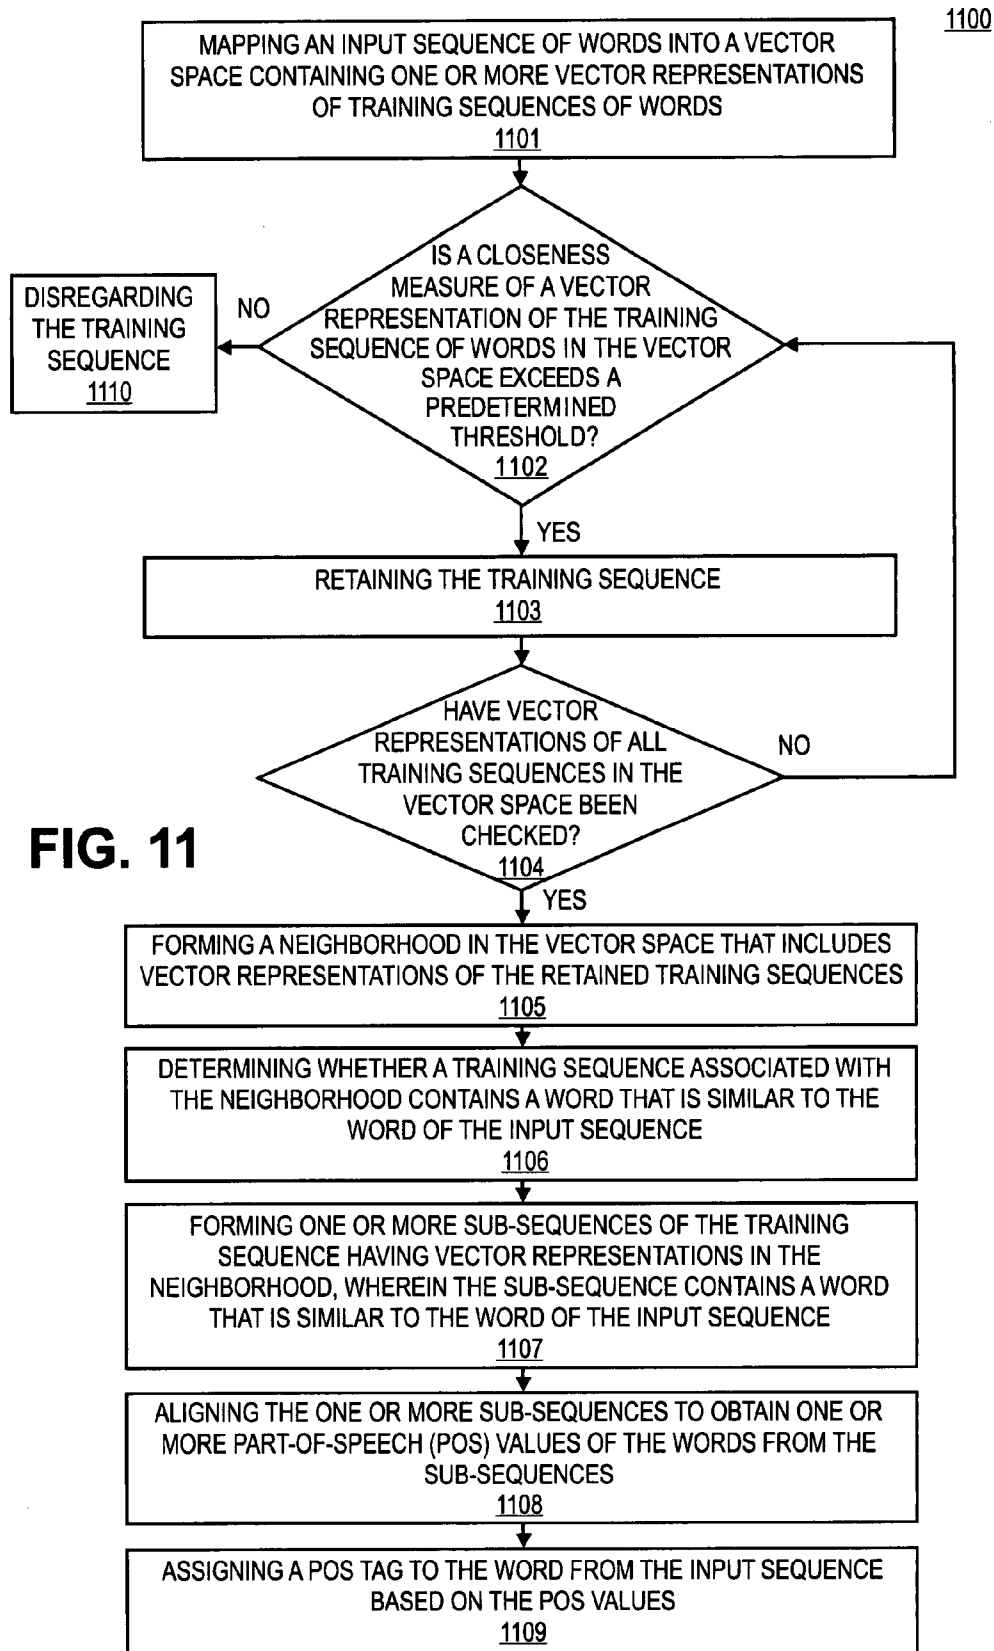 1100
MAPPING AN INPUT SEQUENCE OF WORDS INTO A VECTOR
SPACE CONTAINING ONE OR MORE VECTOR REPRESENTATIONS
OF TRAINING SEQUENCES OF WORDS
1101
IS A CLOSENESS
MEASURE OF A VECTOR
REPRESENTATION OF THE TRAINING
SEQUENCE OF WORDS IN THE VECTOR
SPACE EXCEEDS A
PREDETERMINED
THRESHOLD?
1102
NO
DISREGARDING
THE TRAINING
SEQUENCE
1110
YES
RETAINING THE TRAINING SEQUENCE
1103
HAVE VECTOR
REPRESENTATIONS OF ALL
TRAINING SEQUENCES IN THE
VECTOR SPACE BEEN
CHECKED?
1104
NO
FIG. 11
YES
FORMING A NEIGHBORHOOD IN THE VECTOR SPACE THAT INCLUDES
VECTOR REPRESENTATIONS OF THE RETAINED TRAINING SEQUENCES
1105
DETERMINING WHETHER A TRAINING SEQUENCE ASSOCIATED WITH
THE NEIGHBORHOOD CONTAINS A WORD THAT IS SIMILAR TO THE
WORD OF THE INPUT SEQUENCE
1106
FORMING ONE OR MORE SUB-SEQUENCES OF THE TRAINING
SEQUENCE HAVING VECTOR REPRESENTATIONS IN THE
NEIGHBORHOOD, WHEREIN THE SUB-SEQUENCE CONTAINS A WORD
THAT IS SIMILAR TO THE WORD OF THE INPUT SEQUENCE
1107
ALIGNING THE ONE OR MORE SUB-SEQUENCES TO OBTAIN ONE OR
MORE PART-OF-SPEECH (POS) VALUES OF THE WORDS FROM THE
SUB-SEQUENCES
1108
ASSIGNING A POS TAG TO THE WORD FROM THE INPUT SEQUENCE
BASED ON THE POS VALUES
1109